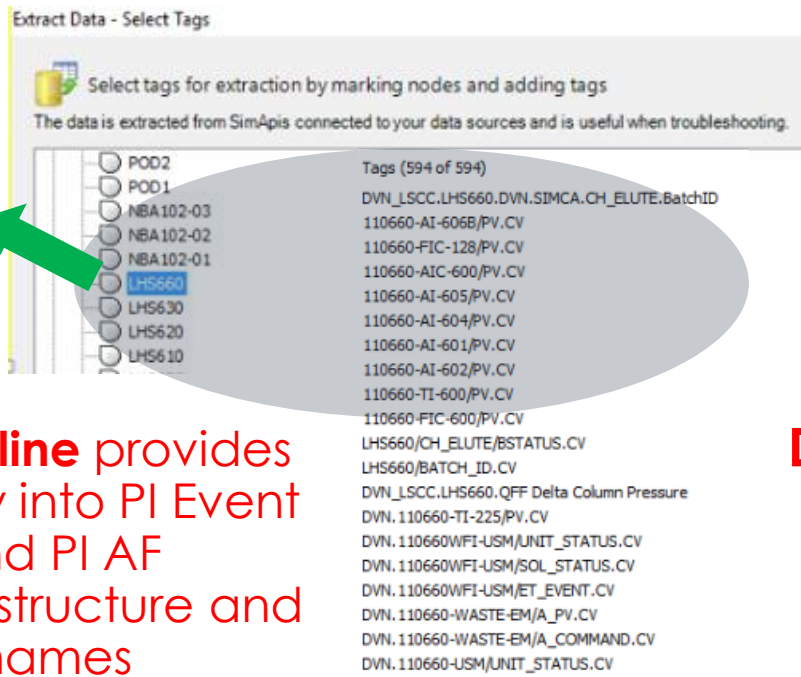 Extract Data - Select Tags
Select tags for extraction by marking nodes and adding tags
The data is extracted from SimApis connected to your data sources and is useful when troubleshooting.
POD2
POD1
NBA102-03
NBA102-02
NBA102-01
LHS660
LHS630
LHS620
LHS610
Tags (594 of 594)
DVN_LSCC.LHS660.DVN.SIMCA.CH_ELUTE.BatchID
110660-AI-606B/PV.CV
110660-FIC-128/PV.CV
110660-AIC-600/PV.CV
110660-AI-605/PV.CV
110660-AI-604/PV.CV
110660-AI-601/PV.CV
110660-AI-602/PV.CV
110660-TI-600/PV.CV
110660-FIC-600/PV.CV
LHS660/CH_ELUTE/BSTATUS.CV
LHS660/BATCH_ID.CV
DVN_LSCC.LHS660.QFF Delta Column Pressure
DVN.110660-TI-225/PV.CV
DVN.110660WFI-USM/UNIT_STATUS.CV
DVN.110660WFI-USM/SOL_STATUS.CV
DVN.110660WFI-USM/ET_EVENT.CV
DVN.110660-WASTE-EM/A_PV.CV
DVN.110660-WASTE-EM/A_COMMAND.CV
DVN.110660-USM/UNIT_STATUS.CV
line provides
into PI Event
PI AF
structure and
names